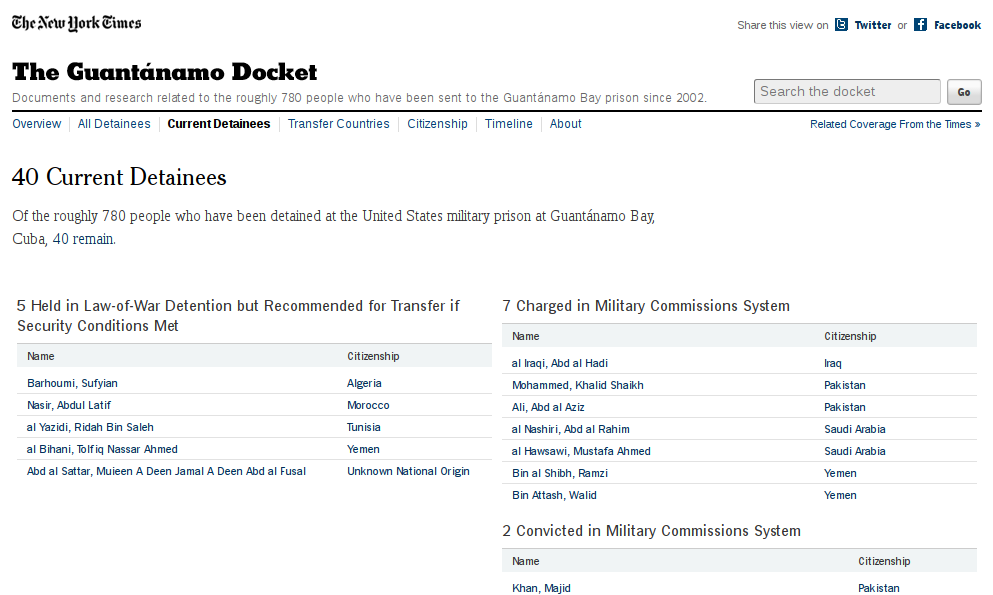 The New York Times
Share this view on Twitter or Facebook
The Guantánamo Docket
Documents and research related to the roughly 780 people who have been sent to the Guantánamo Bay prison since 2002.
Search the docket Go
Overview All Detainees Current Detainees Transfer Countries Citizenship Timeline About Related Coverage From the Times »
40 Current Detainees
Of the roughly 780 people who have been detained at the United States military prison at Guantánamo Bay,
Cuba, 40 remain.
5 Held in Law-of-War Detention but Recommended for Transfer if
Security Conditions Met
Name Citizenship
Barhoumi, Sufyian Algeria
Nasir, Abdul Latif Morocco
al Yazidi, Ridah Bin Saleh Tunisia
al Bihani, Tolfiq Nassar Ahmed Yemen
Abd al Sattar, Muieen A Deen Jamal A Deen Abd al Fusal Unknown National Origin
7 Charged in Military Commissions System
Name Citizenship
al Iraqi, Abd al Hadi Iraq
Mohammed, Khalid Shaikh Pakistan
Ali, Abd al Aziz Pakistan
al Nashiri, Abd al Rahim Saudi Arabia
al Hawsawi, Mustafa Ahmed Saudi Arabia
Bin al Shibh, Ramzi Yemen
Bin Attash, Walid Yemen
2 Convicted in Military Commissions System
Name Citizenship
Khan, Majid Pakistan